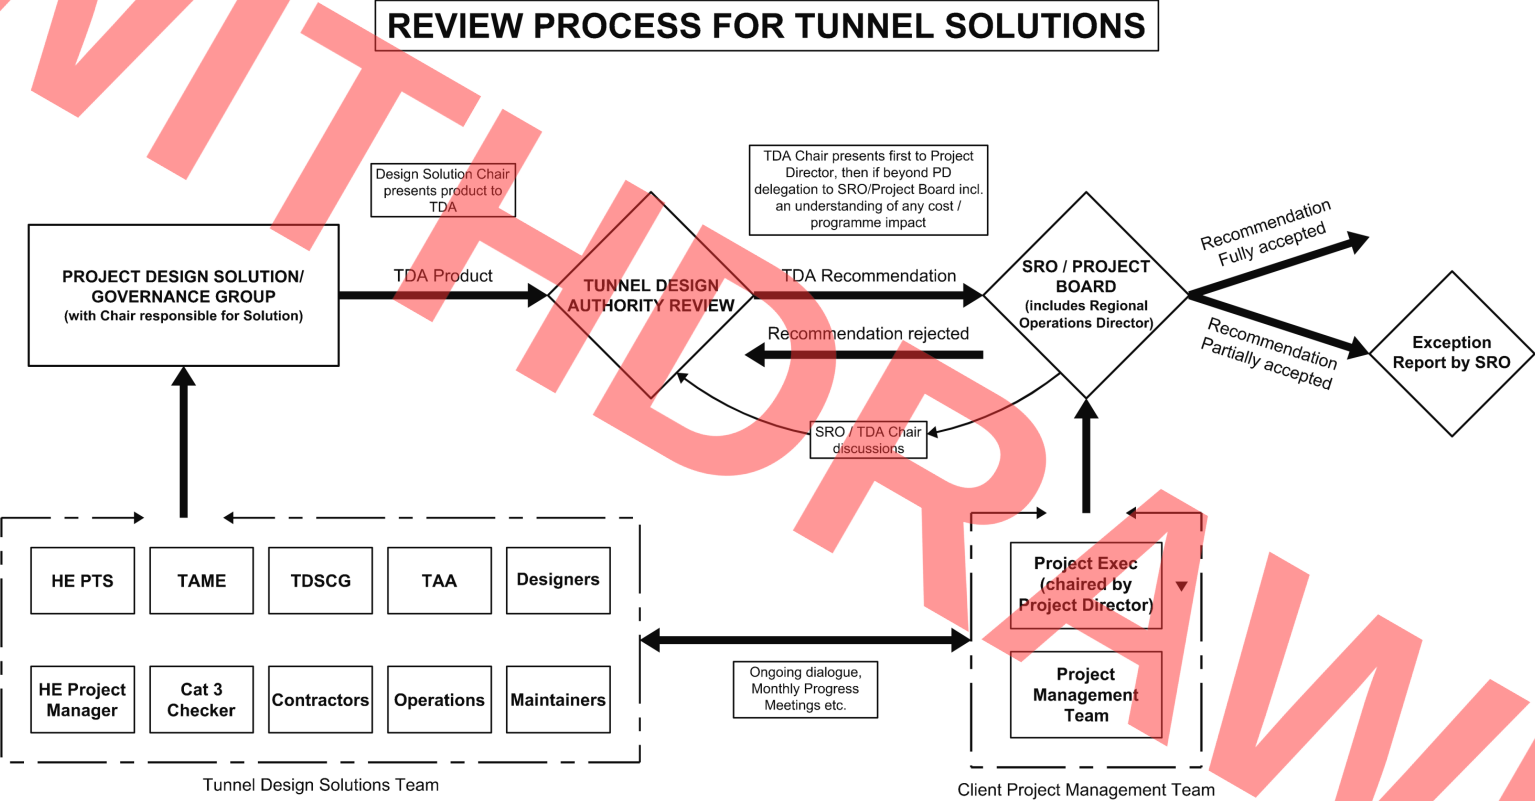 REVIEW PROCESS FOR TUNNEL SOLUTIONS
Design Solution Chair
presents product to
TDA
TDA Chair presents first to Project
Director, then if beyond PD
delegation to SRO/Project Board incl.
an understanding of any cost /
programme impact
PROJECT DESIGN SOLUTION/
GOVERNANCE GROUP
(with Chair responsible for Solution)
TDA Product
TUNNEL DESIGN
AUTHORITY REVIEW
TDA Recommendation
Recommendation rejected
SRO / PROJECT
BOARD
(includes Regional
Operations Director)
Recommendation
Fully accepted
Recommendation
Partially accepted
Exception
Report by SRO
SRO / TDA Chair
discussions
HE PTS
TAME
TDSCG
TAA
Designers
HE Project
Manager
Cat 3
Checker
Contractors
Operations
Maintainers
Tunnel Design Solutions Team
Ongoing dialogue,
Monthly Progress
Meetings etc.
Project Exec
(chaired by
Project Director)
Project
Management
Team
Client Project Management Team
WITHDRAWN